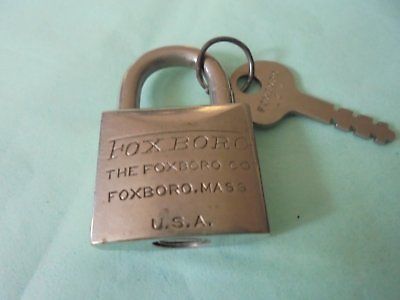 FOXBORO
THE FOXBORO CO
FOXBORO, MASS
U.S.A.